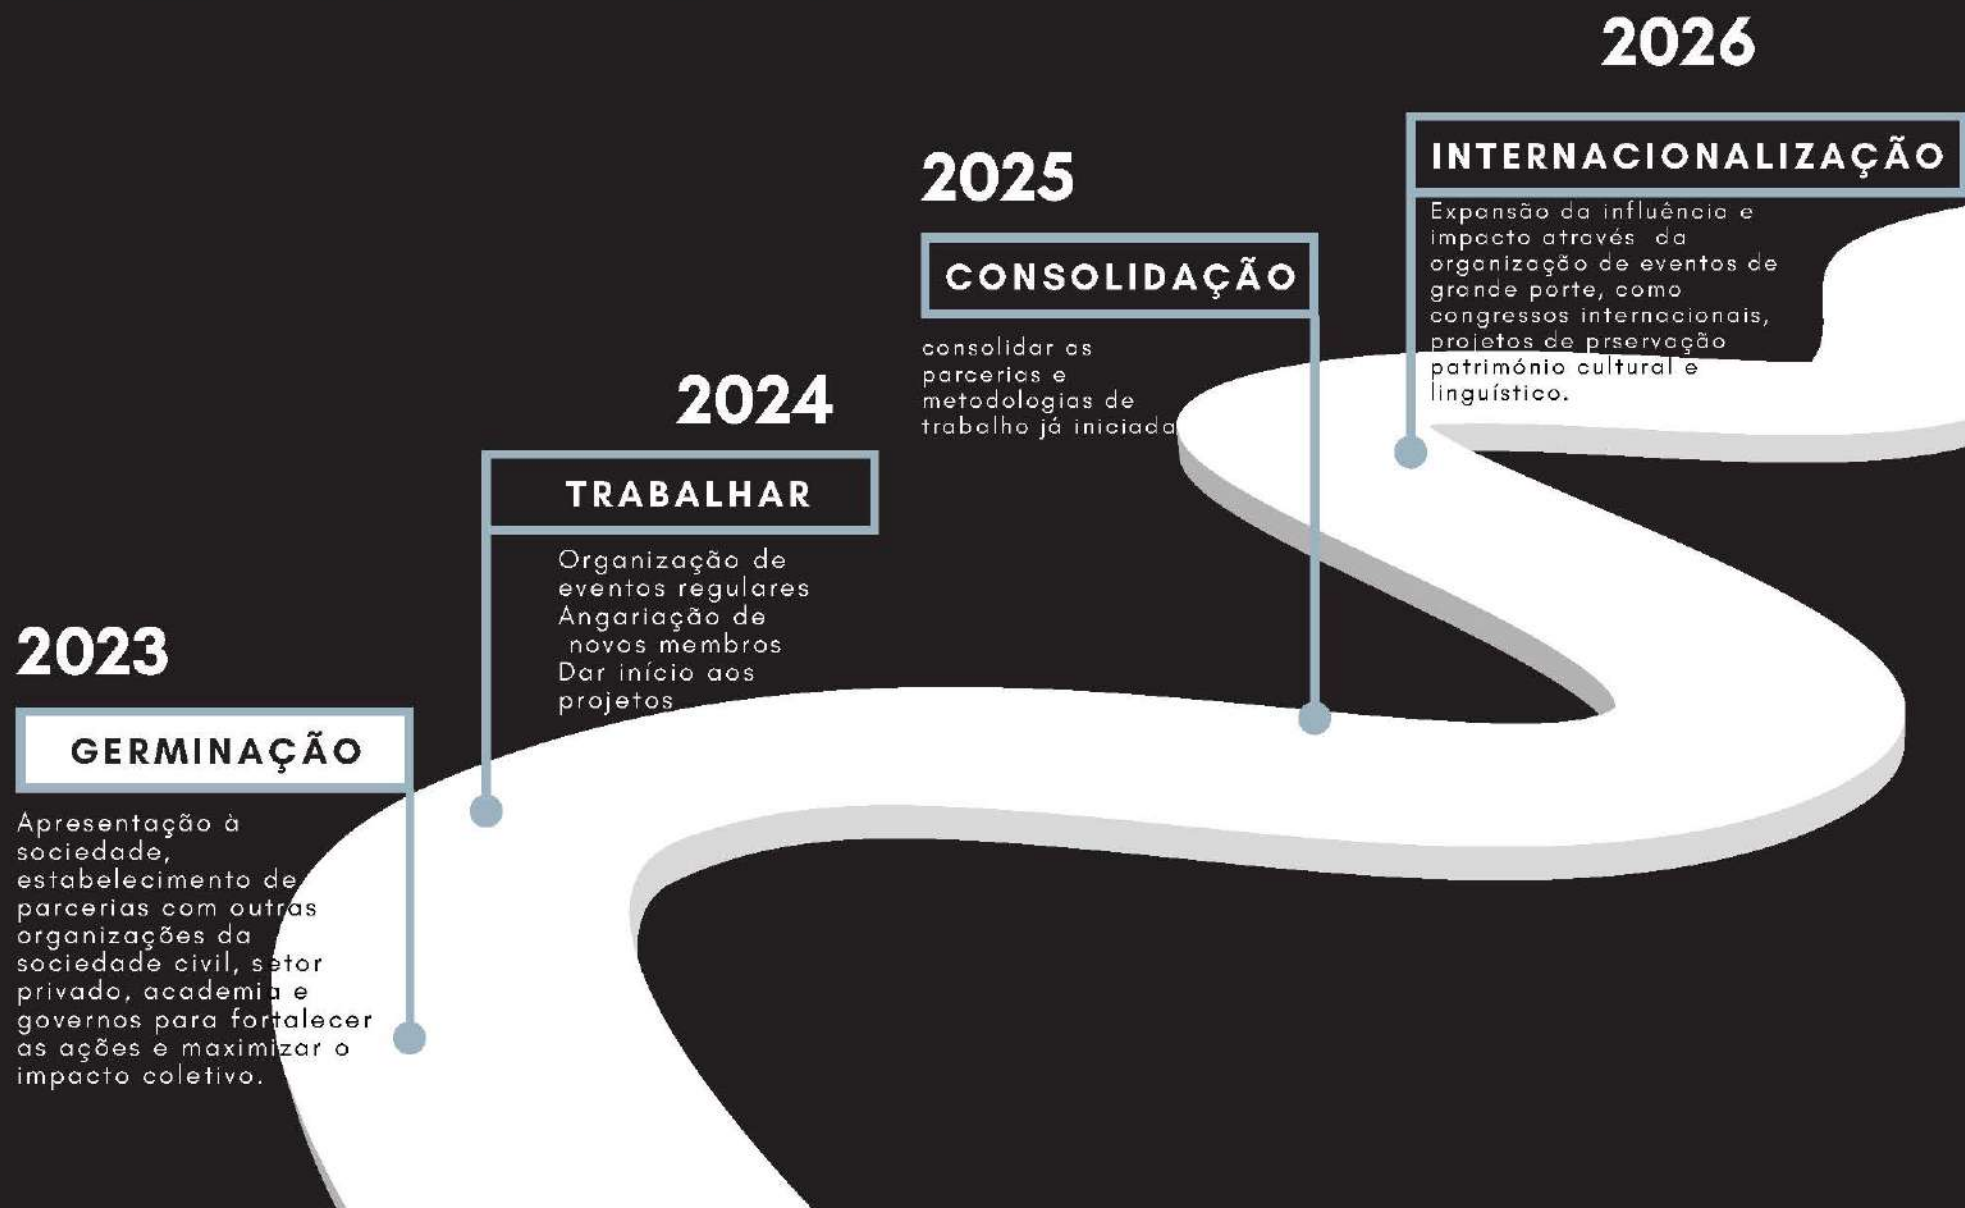 2023
GERMINAÇÃO
Apresentação à
sociedade,
estabelecimento de
parcerias com outras
organizações da
sociedade civil, setor
privado, academia e
governos para fortalecer
as ações e maximizar o
impacto coletivo.
2024
TRABALHAR
Organização de
eventos regulares
Angariação de
novos membros
Dar início aos
projetos
2025
CONSOLIDAÇÃO
consolidar as
parcerias e
metodologias de
trabalho já iniciada
2026
INTERNACIONALIZAÇÃO
Expansão da influência e
impacto através da
organização de eventos de
grande porte, como
congressos internacionais,
projetos de prservação
património cultural e
linguístico.